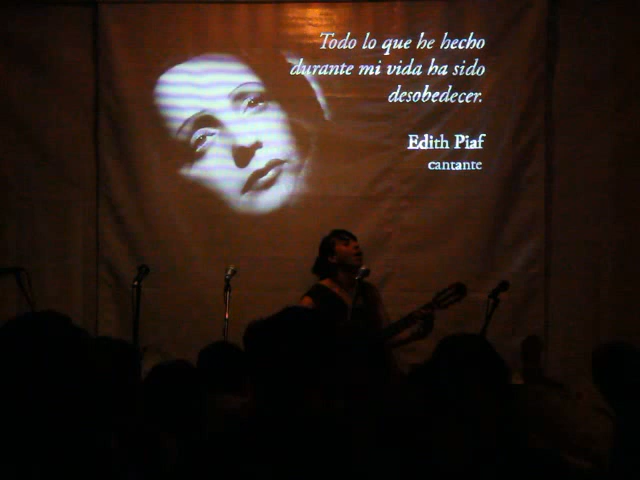 Todo lo que he hecho
durante mi vida ha sido
desobedecer.
Edith Piaf
cantante